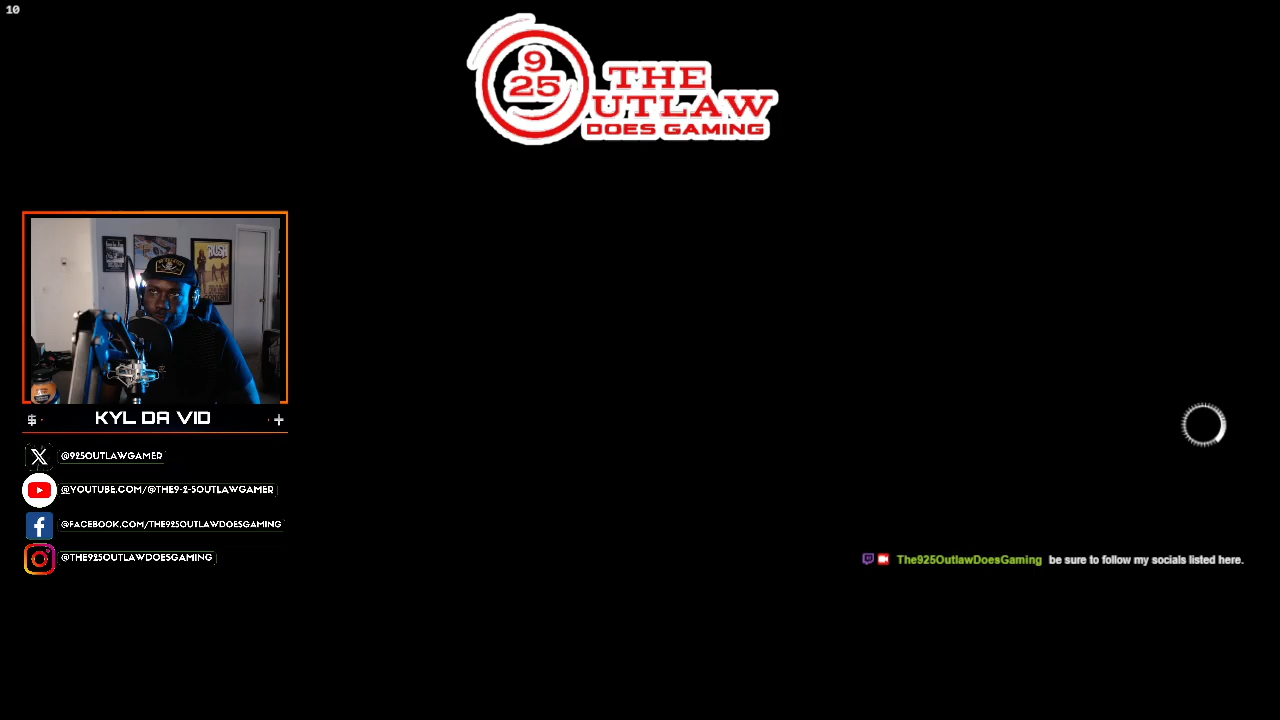 10
9
25
THE
OUTLAW
DOES GAMING
RUSH
$
KYL DA VID
+
@925OUTLAWGAMER
@YOUTUBE.COM/@THE9-2-5OUTLAWGAMER
@FACEBOOK.COM/THE925OUTLAWDOESGAMING
@THE925OUTLAWDOESGAMING
The925OutlawDoesGaming be sure to follow my socials listed here.